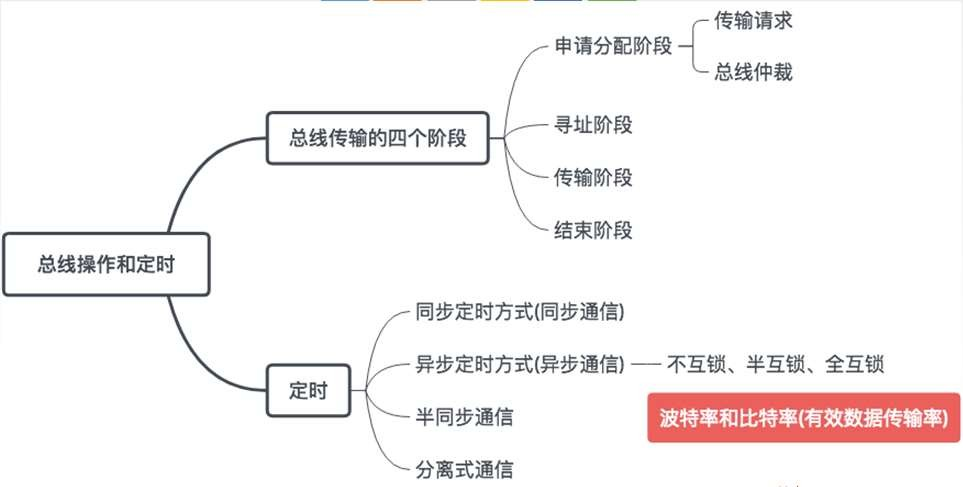 传输请求
申请分配阶段
总线仲裁
总线传输的四个阶段
寻址阶段
传输阶段
结束阶段
总线操作和定时
同步定时方式(同步通信)
异步定时方式(异步通信)
不互锁、半互锁、全互锁
定时
半同步通信
波特率和比特率(有效数据传输率)
分离式通信